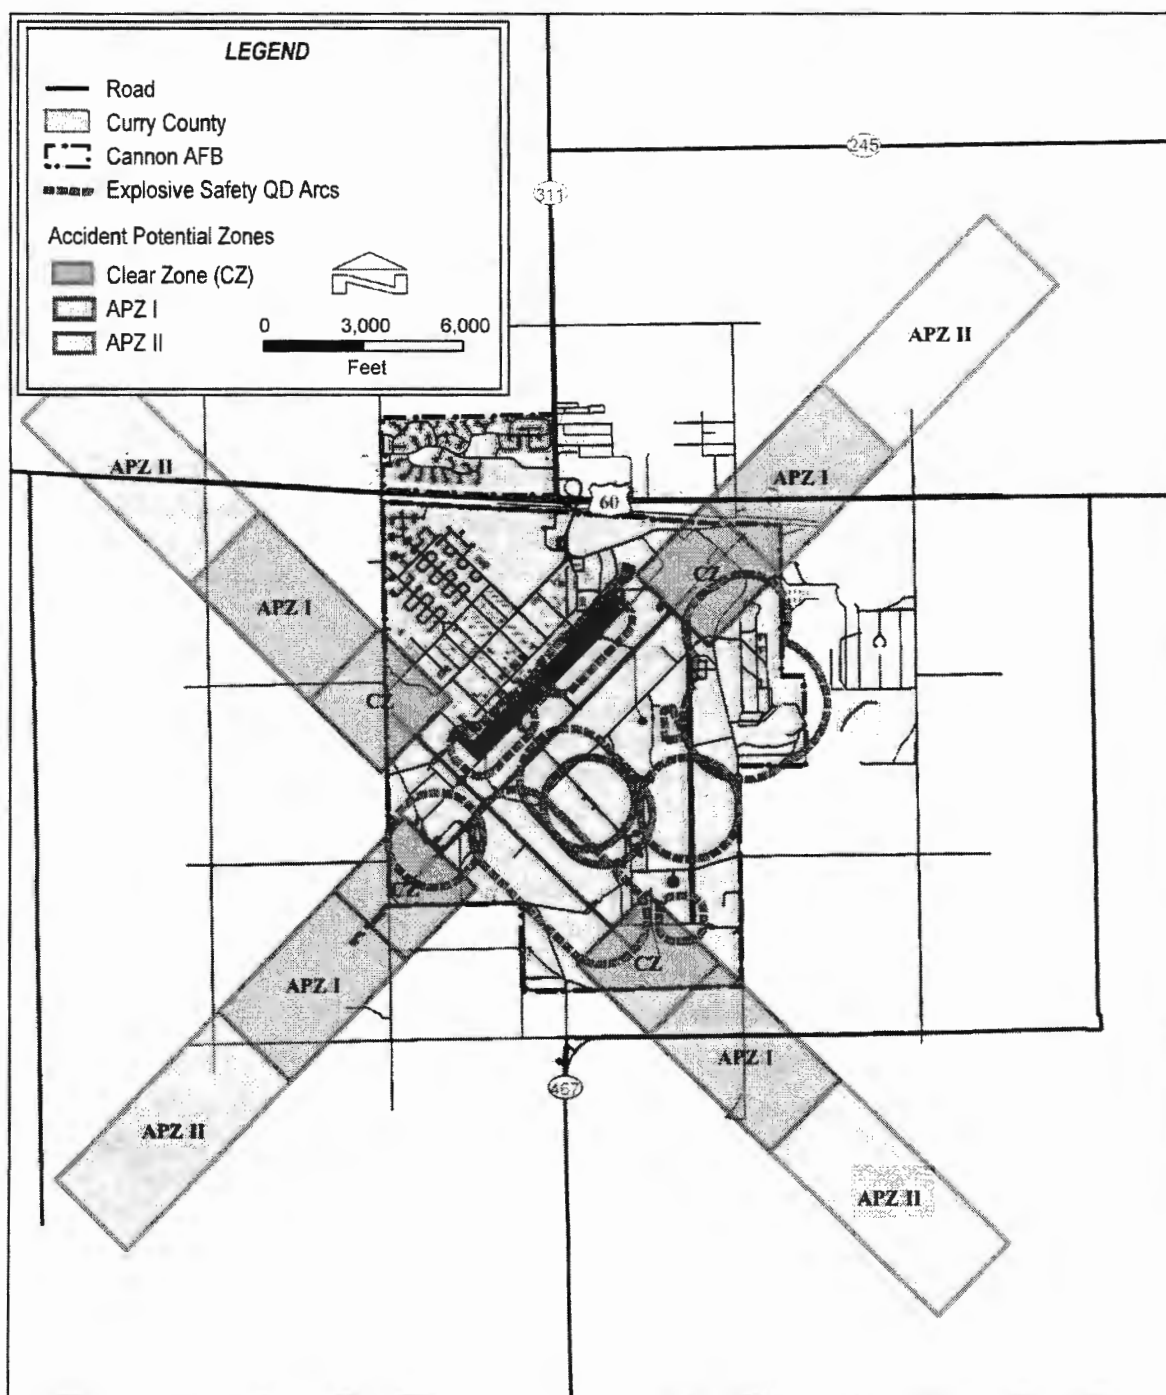 LEGEND
Road
Curry County
Cannon AFB
Explosive Safety QD Arcs
Accident Potential Zones
Clear Zone (CZ)
APZ I
APZ II
0 3,000 6,000
Feet
245
311
APZ II
APZ II
APZ I
60
CZ
APZ I
CZ
CZ
CZ
APZ I
APZ I
467
APZ II
APZ II